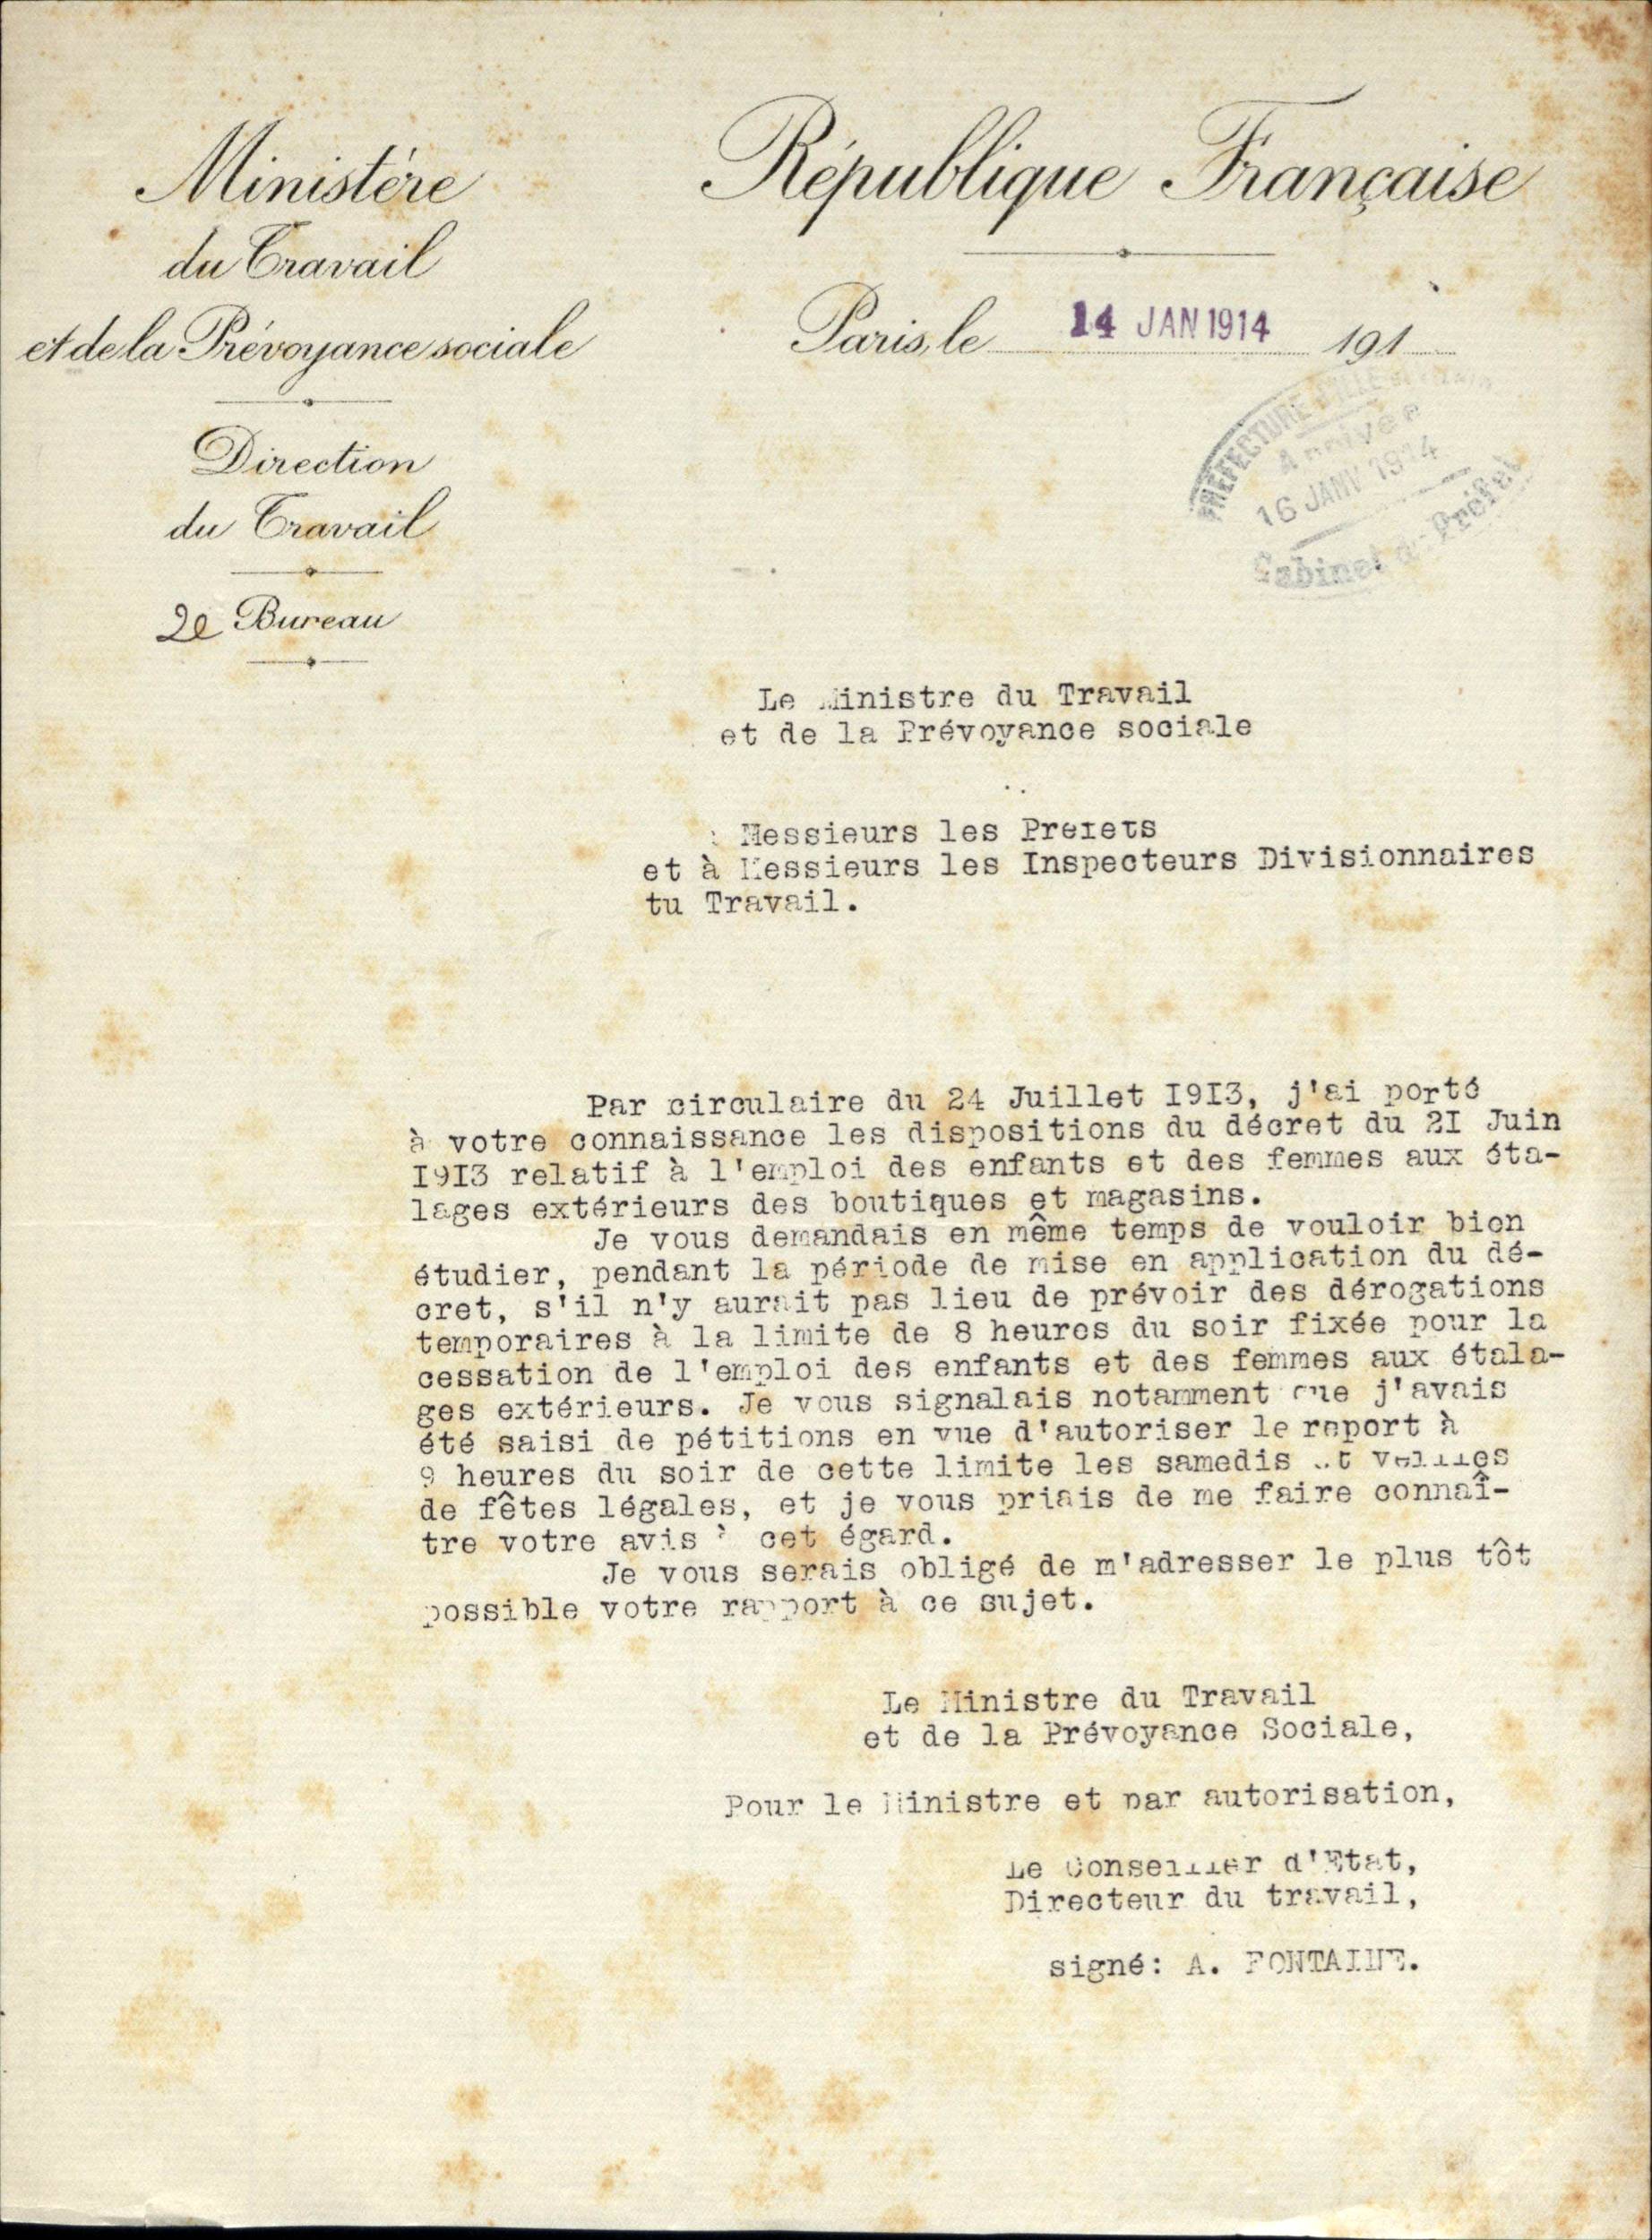 Ministère
du Travail
et de la Prévoyance sociale
Direction
du Travail
2e Bureau
République Française
Paris, le 14 JAN 1914 191
PRÉFECTURE D'ILLE
Arrivée
16 JANV 1914
Cabinet du Préfet
Le Ministre du Travail
et de la Prévoyance sociale
Messieurs les Préfets
et à Messieurs les Inspecteurs Divisionnaires
tu Travail.
Par circulaire du 24 Juillet I9I3, j'ai porté
à votre connaissance les dispositions du décret du 2I Juin
I9I3 relatif à l'emploi des enfants et des femmes aux éta-
lages extérieurs des boutiques et magasins.
Je vous demandais en même temps de vouloir bien
étudier, pendant la période de mise en application du dé-
cret, s'il n'y aurait pas lieu de prévoir des dérogations
temporaires à la limite de 8 heures du soir fixée pour la
cessation de l'emploi des enfants et des femmes aux étala-
ges extérieurs. Je vous signalais notamment que j'avais
été saisi de pétitions en vue d'autoriser le report à
9 heures du soir de cette limite les samedis et veilles
de fêtes légales, et je vous priais de me faire connaî-
tre votre avis à cet égard.
Je vous serais obligé de m'adresser le plus tôt
possible votre rapport à ce sujet.
Le Ministre du Travail
et de la Prévoyance Sociale,
Pour le Ministre et par autorisation,
Le Conseiller d'Etat,
Directeur du travail,
signé: A. FONTAINE.